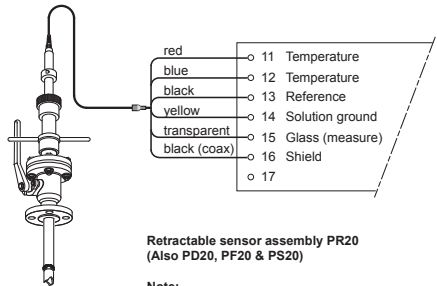 red 11 Temperature
blue 12 Temperature
black 13 Reference
yellow 14 Solution ground
transparent 15 Glass (measure)
black (coax) 16 Shield
17
Retractable sensor assembly PR20
(Also PD20, PF20 & PS20)
Note: